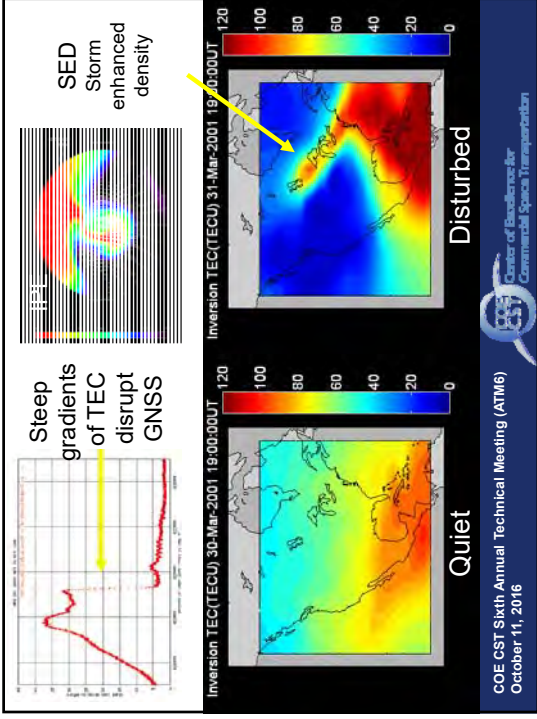 Steep
gradients
of TEC
disrupt
GNSS
IPE
SED
Storm
enhanced
density
Inversion TEC(TECU) 30-Mar-2001 19:00:00UT
120
100
80
60
40
20
0
Quiet
Inversion TEC(TECU) 31-Mar-2001 19:00:00UT
120
100
80
60
40
20
0
Disturbed
COE CST Sixth Annual Technical Meeting (ATM6)
October 11, 2016
COE
CST
Center of Excellence for
Commercial Space Transportation